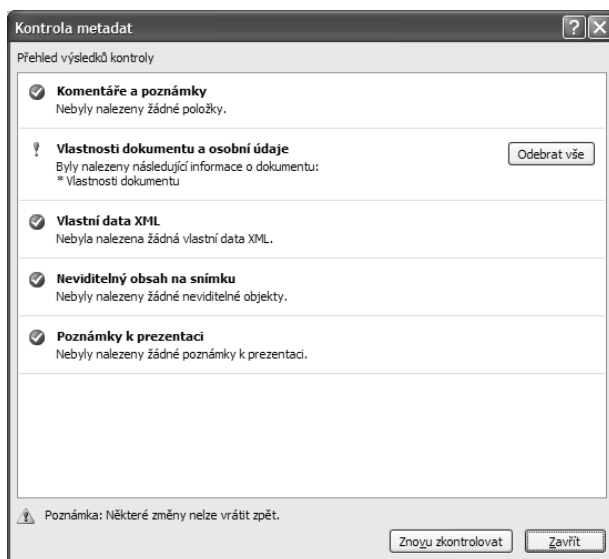 Kontrola metadat
Přehled výsledků kontroly
Komentáře a poznámky
Nebyly nalezeny žádné položky.
Vlastnosti dokumentu a osobní údaje
Odebrat vše
Byly nalezeny následující informace o dokumentu:
* Vlastnosti dokumentu
Vlastní data XML
Nebyla nalezena žádná vlastní data XML.
Neviditelný obsah na snímku
Nebyly nalezeny žádné neviditelné objekty.
Poznámky k prezentaci
Nebyly nalezeny žádné poznámky k prezentaci.
Poznámka: Některé změny nelze vrátit zpět.
Znovu zkontrolovat
Zavřít